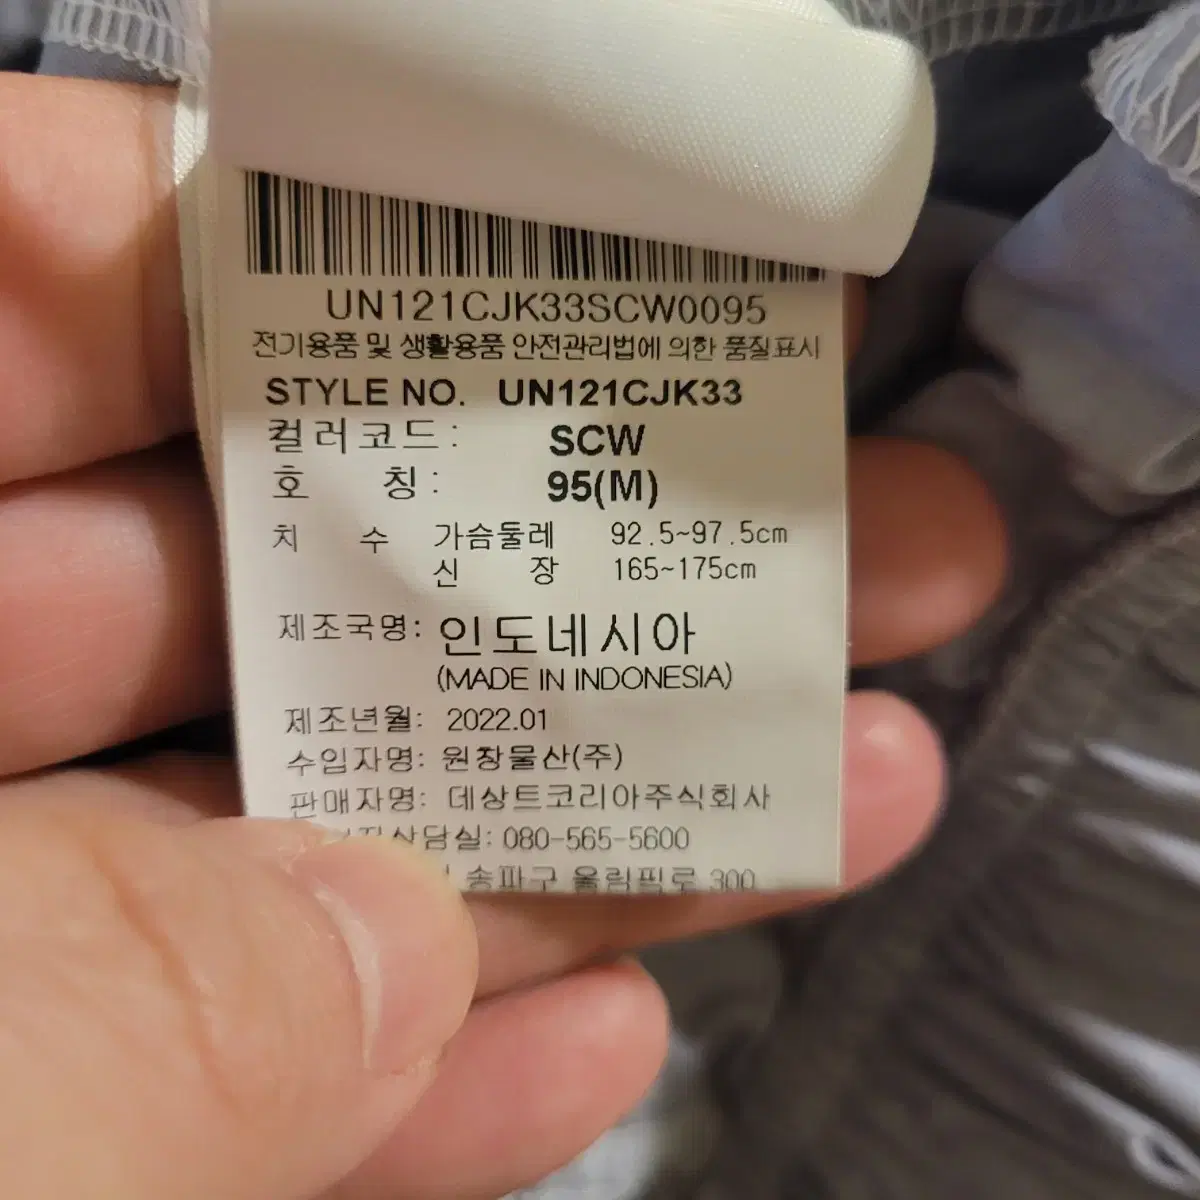 UN121CJK33SCW0095
전기용품 및 생활용품 안전관리법에 의한 품질표시
STYLE NO. UN121CJK33
컬러코드: SCW
호 칭: 95(M)
치 수 가슴둘레 92.5~97.5cm
신 장 165~175cm
제조국명: 인도네시아
(MADE IN INDONESIA)
제조년월: 2022.01
수입자명: 원창물산(주)
판매자명: 데상트코리아주식회사
상담실: 080-565-5600
송파구 올림픽로 300